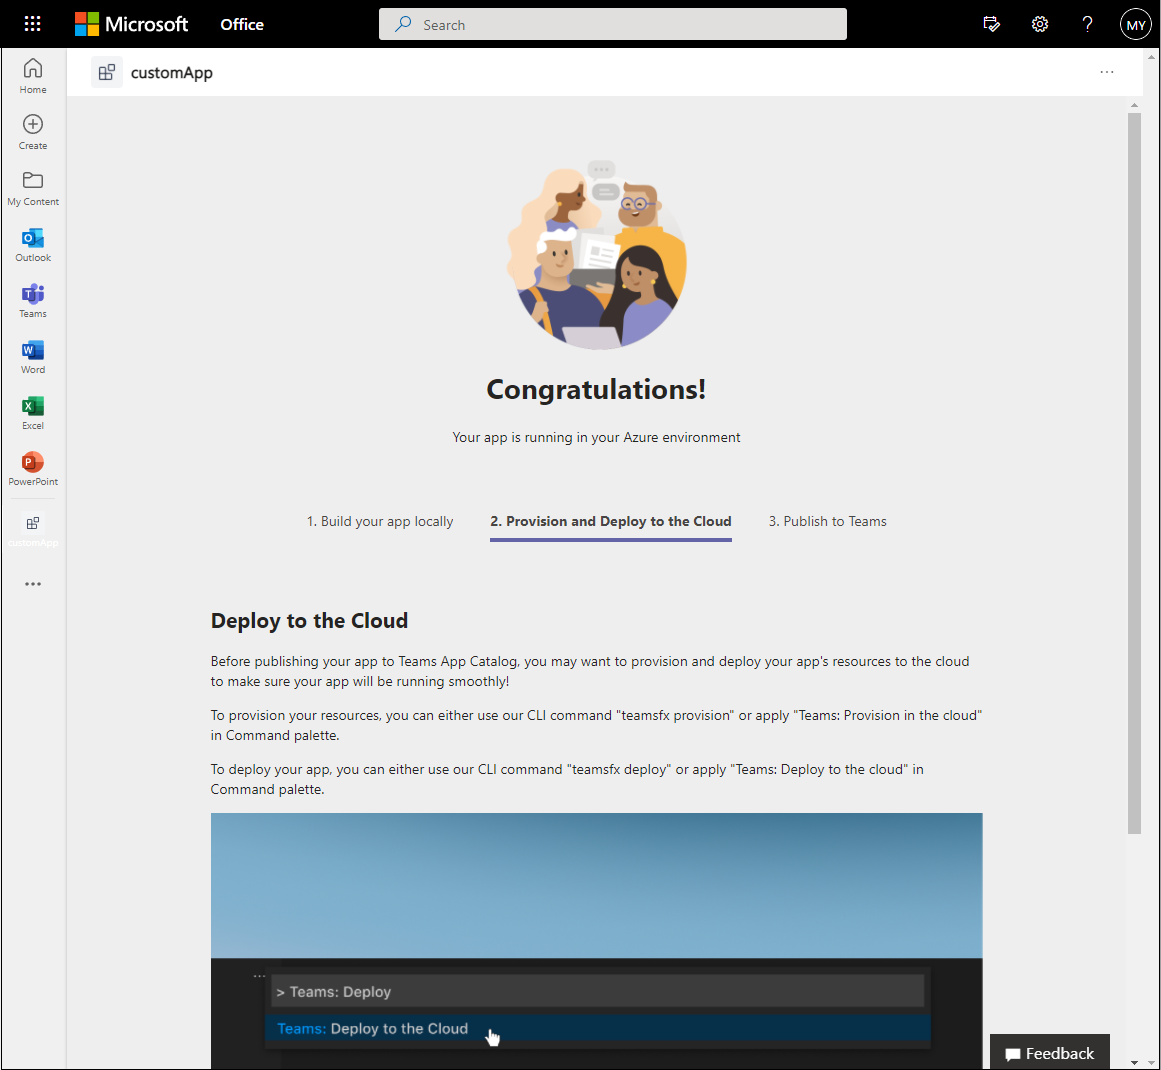 Microsoft Office Search ? MY
customApp ...
Home
Create
My Content
Outlook
Teams
Word
Excel
PowerPoint
customApp
...
Congratulations!
Your app is running in your Azure environment
1. Build your app locally 2. Provision and Deploy to the Cloud 3. Publish to Teams
Deploy to the Cloud
Before publishing your app to Teams App Catalog, you may want to provision and deploy your app's resources to the cloud
to make sure your app will be running smoothly!
To provision your resources, you can either use our CLI command "teamsfx provision" or apply "Teams: Provision in the cloud"
in Command palette.
To deploy your app, you can either use our CLI command "teamsfx deploy" or apply "Teams: Deploy to the cloud" in
Command palette.
...
> Teams: Deploy
Teams: Deploy to the Cloud
Feedback